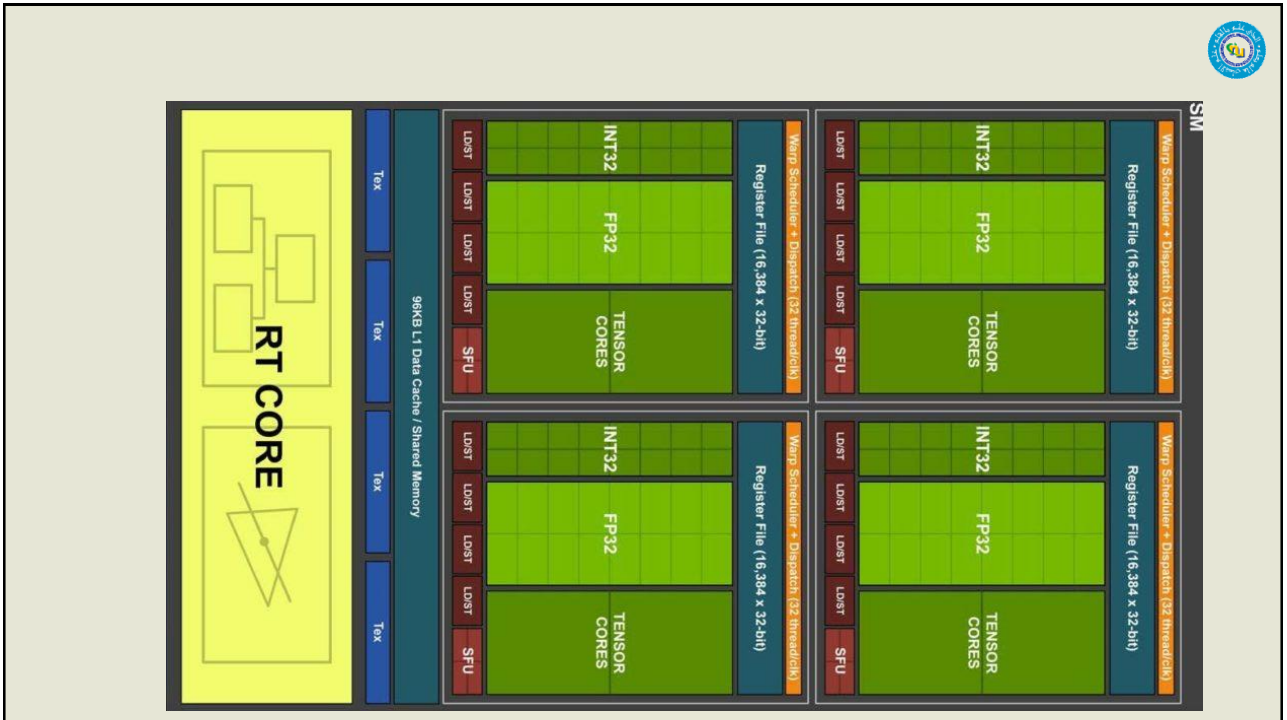 SM
Warp Scheduler + Dispatch (32 thread/clk)
Register File (16,384 x 32-bit)
INT32
FP32
TENSOR
CORES
LD/ST
LD/ST
LD/ST
LD/ST
SFU
Warp Scheduler + Dispatch (32 thread/clk)
Register File (16,384 x 32-bit)
INT32
FP32
TENSOR
CORES
LD/ST
LD/ST
LD/ST
LD/ST
SFU
Warp Scheduler + Dispatch (32 thread/clk)
Register File (16,384 x 32-bit)
INT32
FP32
TENSOR
CORES
LD/ST
LD/ST
LD/ST
LD/ST
SFU
Warp Scheduler + Dispatch (32 thread/clk)
Register File (16,384 x 32-bit)
INT32
FP32
TENSOR
CORES
LD/ST
LD/ST
LD/ST
LD/ST
SFU
96KB L1 Data Cache / Shared Memory
Tex
Tex
Tex
Tex
RT CORE